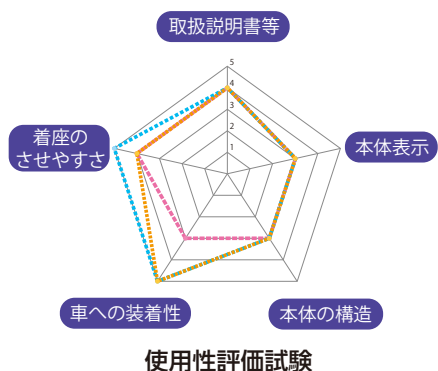 取扱説明書等
5
4
3
2
1
着座の
させやすさ
本体表示
車への装着性
本体の構造
使用性評価試験